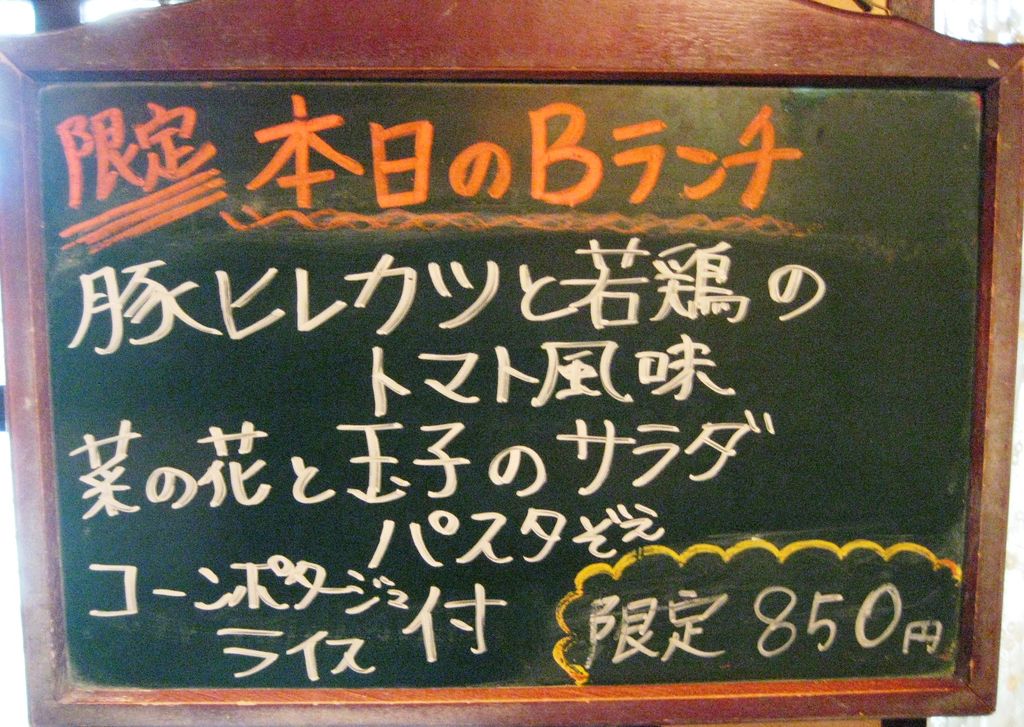 限定 本日のBランチ
豚ヒレカツと若鶏の
トマト風味
菜の花と玉子のサラダ
パスタぞえ
コーンポタージュ
ライス 付
限定 850円